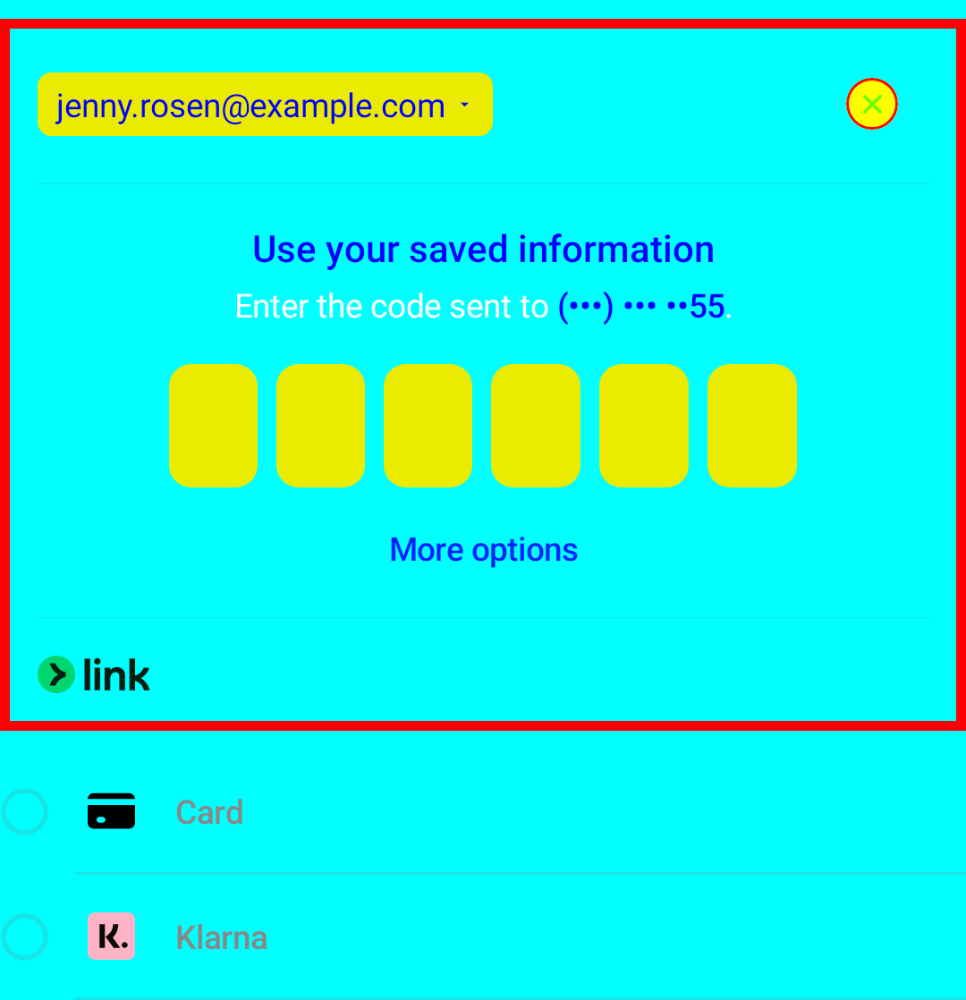 jenny.rosen@example.com
Use your saved information
Enter the code sent to (•••) ••• ••55.
More options
link
Card
K.
Klarna